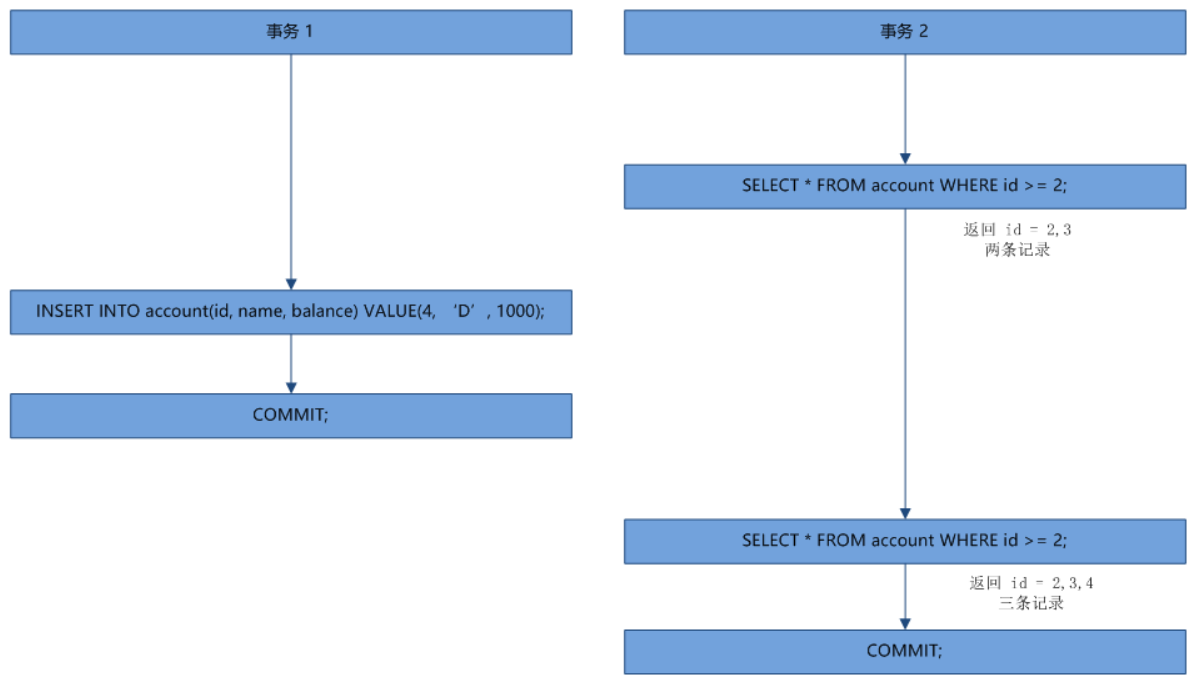 事务 1
事务 2
SELECT * FROM account WHERE id >= 2;
返回 id = 2,3
两条记录
INSERT INTO account(id, name, balance) VALUE(4, ‘D’, 1000);
COMMIT;
SELECT * FROM account WHERE id >= 2;
返回 id = 2,3,4
三条记录
COMMIT;